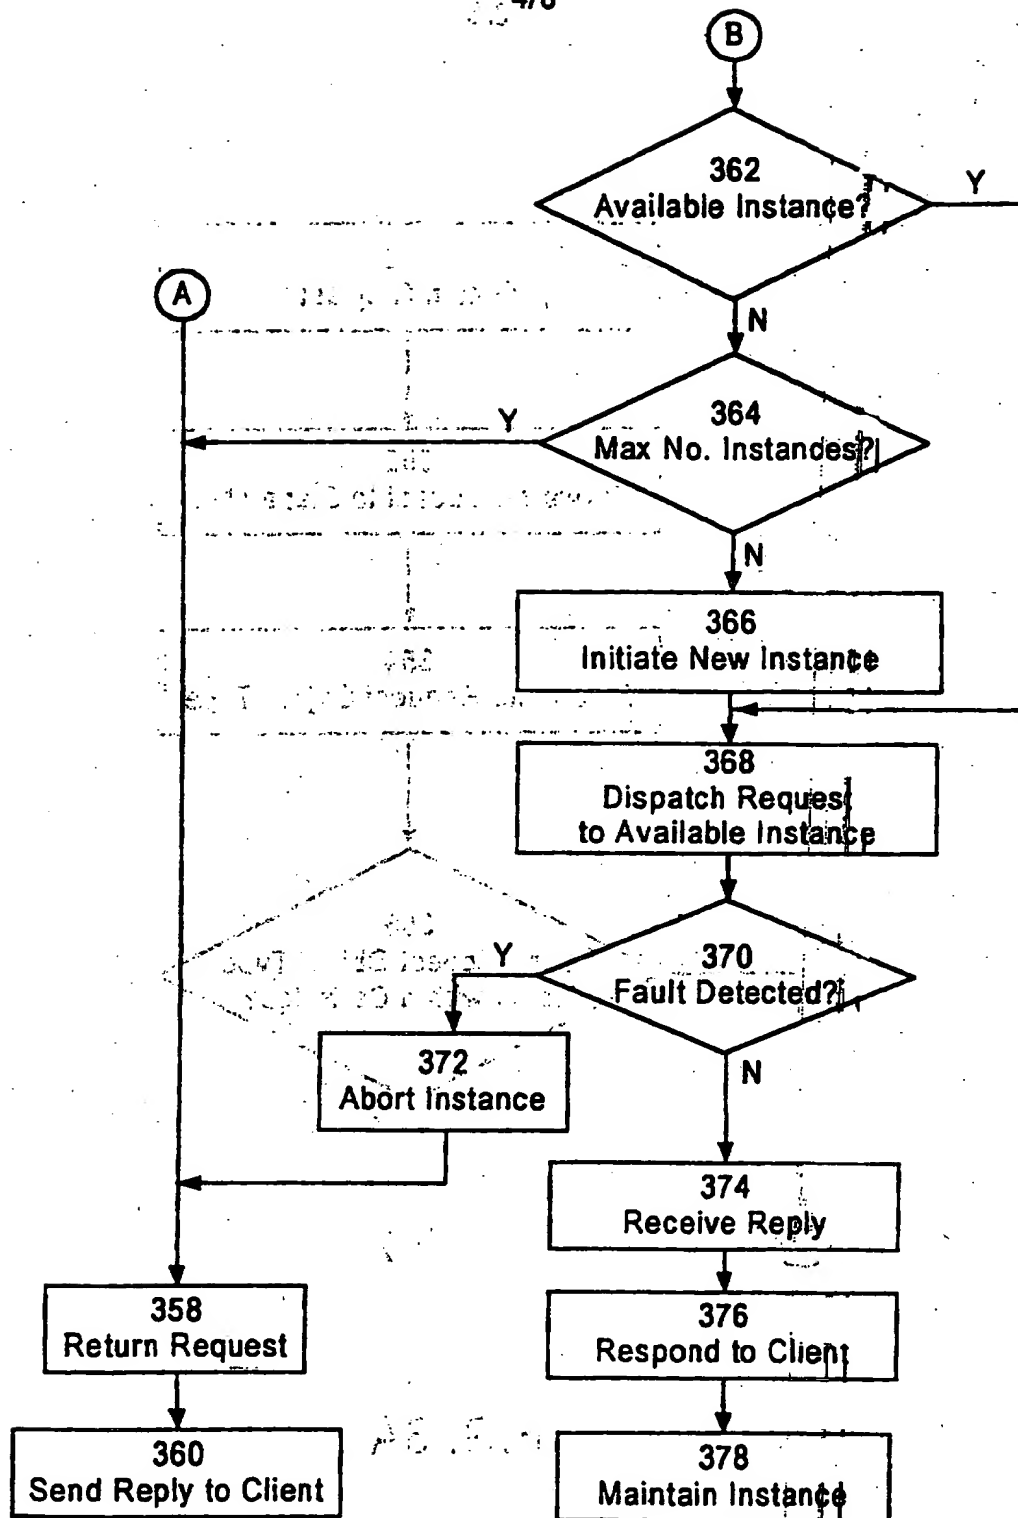 B
362
Available Instance?
Y
A
N
364
Max No. Instances?
Y
N
366
Initiate New Instance
368
Dispatch Request
to Available Instance
370
Fault Detected?
Y
372
Abort Instance
N
374
Receive Reply
358
Return Request
376
Respond to Client
360
Send Reply to Client
378
Maintain Instance